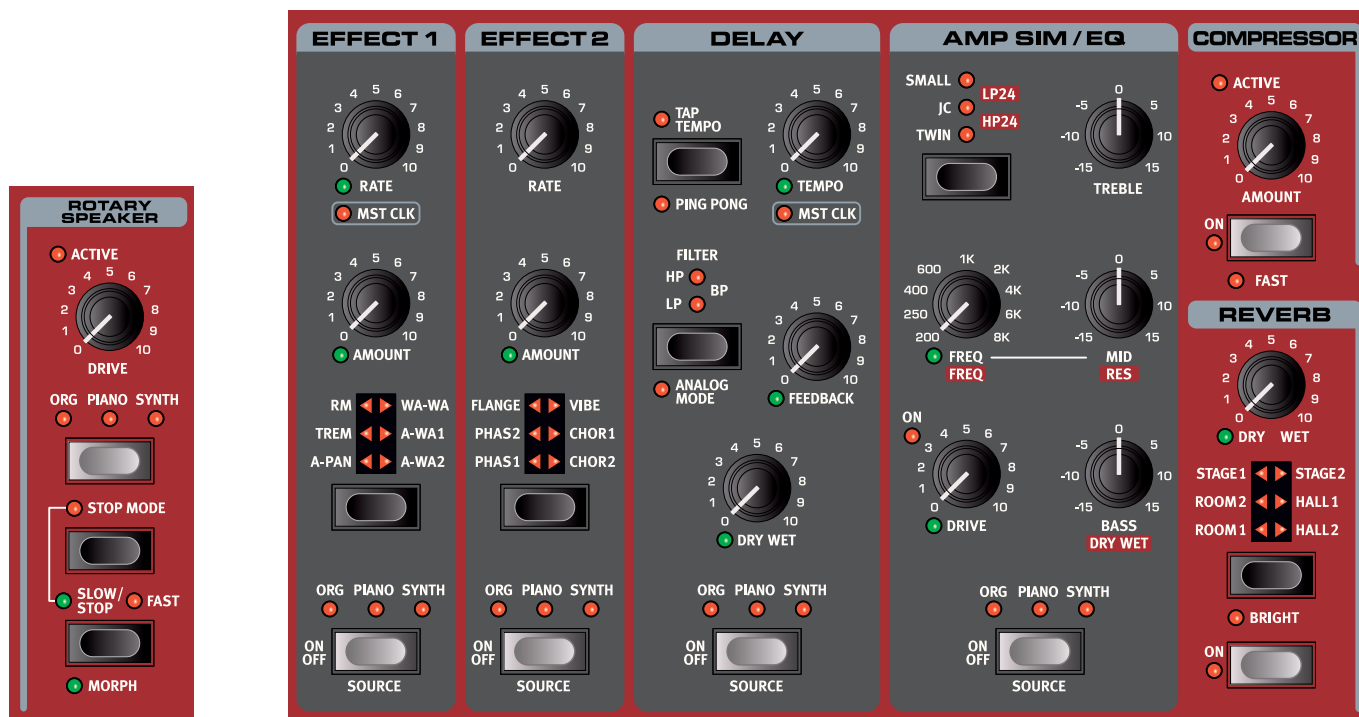 ROTARY
SPEAKER
ACTIVE
4 5 6
3 7
2 8
1 9
0 10
DRIVE
ORG PIANO SYNTH
STOP MODE
SLOW/
STOP
FAST
MORPH
EFFECT 1
4 5 6
3 7
2 8
1 9
0 10
RATE
MST CLK
4 5 6
3 7
2 8
1 9
0 10
AMOUNT
RM WA-WA
TREM A-WA1
A-PAN A-WA2
ORG PIANO SYNTH
ON
OFF
SOURCE
EFFECT 2
4 5 6
3 7
2 8
1 9
0 10
RATE
4 5 6
3 7
2 8
1 9
0 10
AMOUNT
FLANGE VIBE
PHAS2 CHOR1
PHAS1 CHOR2
ORG PIANO SYNTH
ON
OFF
SOURCE
DELAY
TAP
TEMPO
PING PONG
4 5 6
3 7
2 8
1 9
0 10
TEMPO
MST CLK
FILTER
HP
BP
LP
ANALOG
MODE
4 5 6
3 7
2 8
1 9
0 10
FEEDBACK
4 5 6
3 7
2 8
1 9
0 10
DRY WET
ORG PIANO SYNTH
ON
OFF
SOURCE
AMP SIM / EQ
SMALL
LP24
JC
HP24
TWIN
0
-5 5
-10 10
-15 15
TREBLE
1K
600 2K
400 4K
250 6K
200 8K
FREQ
FREQ
0
-5 5
-10 10
-15 15
MID
RES
ON
4 5 6
3 7
2 8
1 9
0 10
DRIVE
0
-5 5
-10 10
-15 15
BASS
DRY WET
ORG PIANO SYNTH
ON
OFF
SOURCE
COMPRESSOR
ACTIVE
4 5 6
3 7
2 8
1 9
0 10
AMOUNT
ON
FAST
REVERB
4 5 6
3 7
2 8
1 9
0 10
DRY WET
STAGE1 STAGE2
ROOM2 HALL1
ROOM1 HALL2
BRIGHT
ON